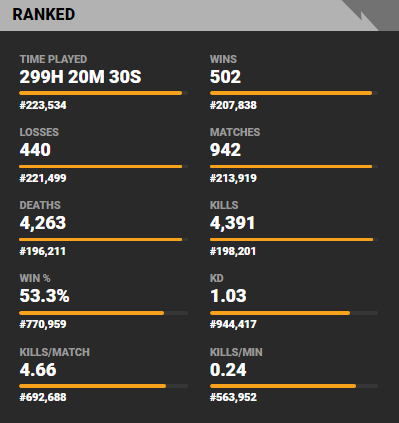 RANKED
TIME PLAYED
299H 20M 30S
#223,534
WINS
502
#207,838
LOSSES
440
#221,499
MATCHES
942
#213,919
DEATHS
4,263
#196,211
KILLS
4,391
#198,201
WIN %
53.3%
#770,959
KD
1.03
#944,417
KILLS/MATCH
4.66
#692,688
KILLS/MIN
0.24
#563,952